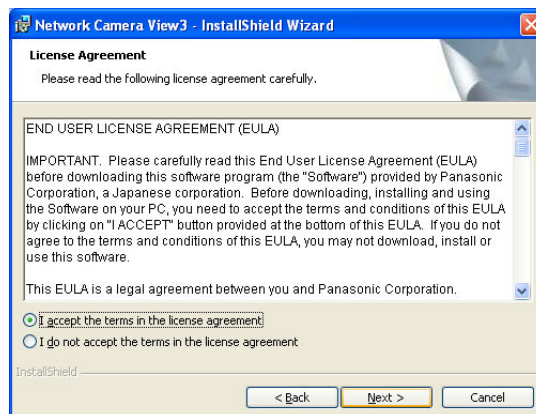 Network Camera View3 - InstallShield Wizard
License Agreement
Please read the following license agreement carefully.
END USER LICENSE AGREEMENT (EULA)
IMPORTANT. Please carefully read this End User License Agreement (EULA)
before downloading this software program (the "Software") provided by Panasonic
Corporation, a Japanese corporation. Before downloading, installing and using
the Software on your PC, you need to accept the terms and conditions of this EULA
by clicking on "I ACCEPT" button provided at the bottom of this EULA. If you do not
agree to the terms and conditions of this EULA, you may not download, install or
use this software.
This EULA is a legal agreement between you and Panasonic Corporation.
I accept the terms in the license agreement
I do not accept the terms in the license agreement
InstallShield
< Back Next > Cancel